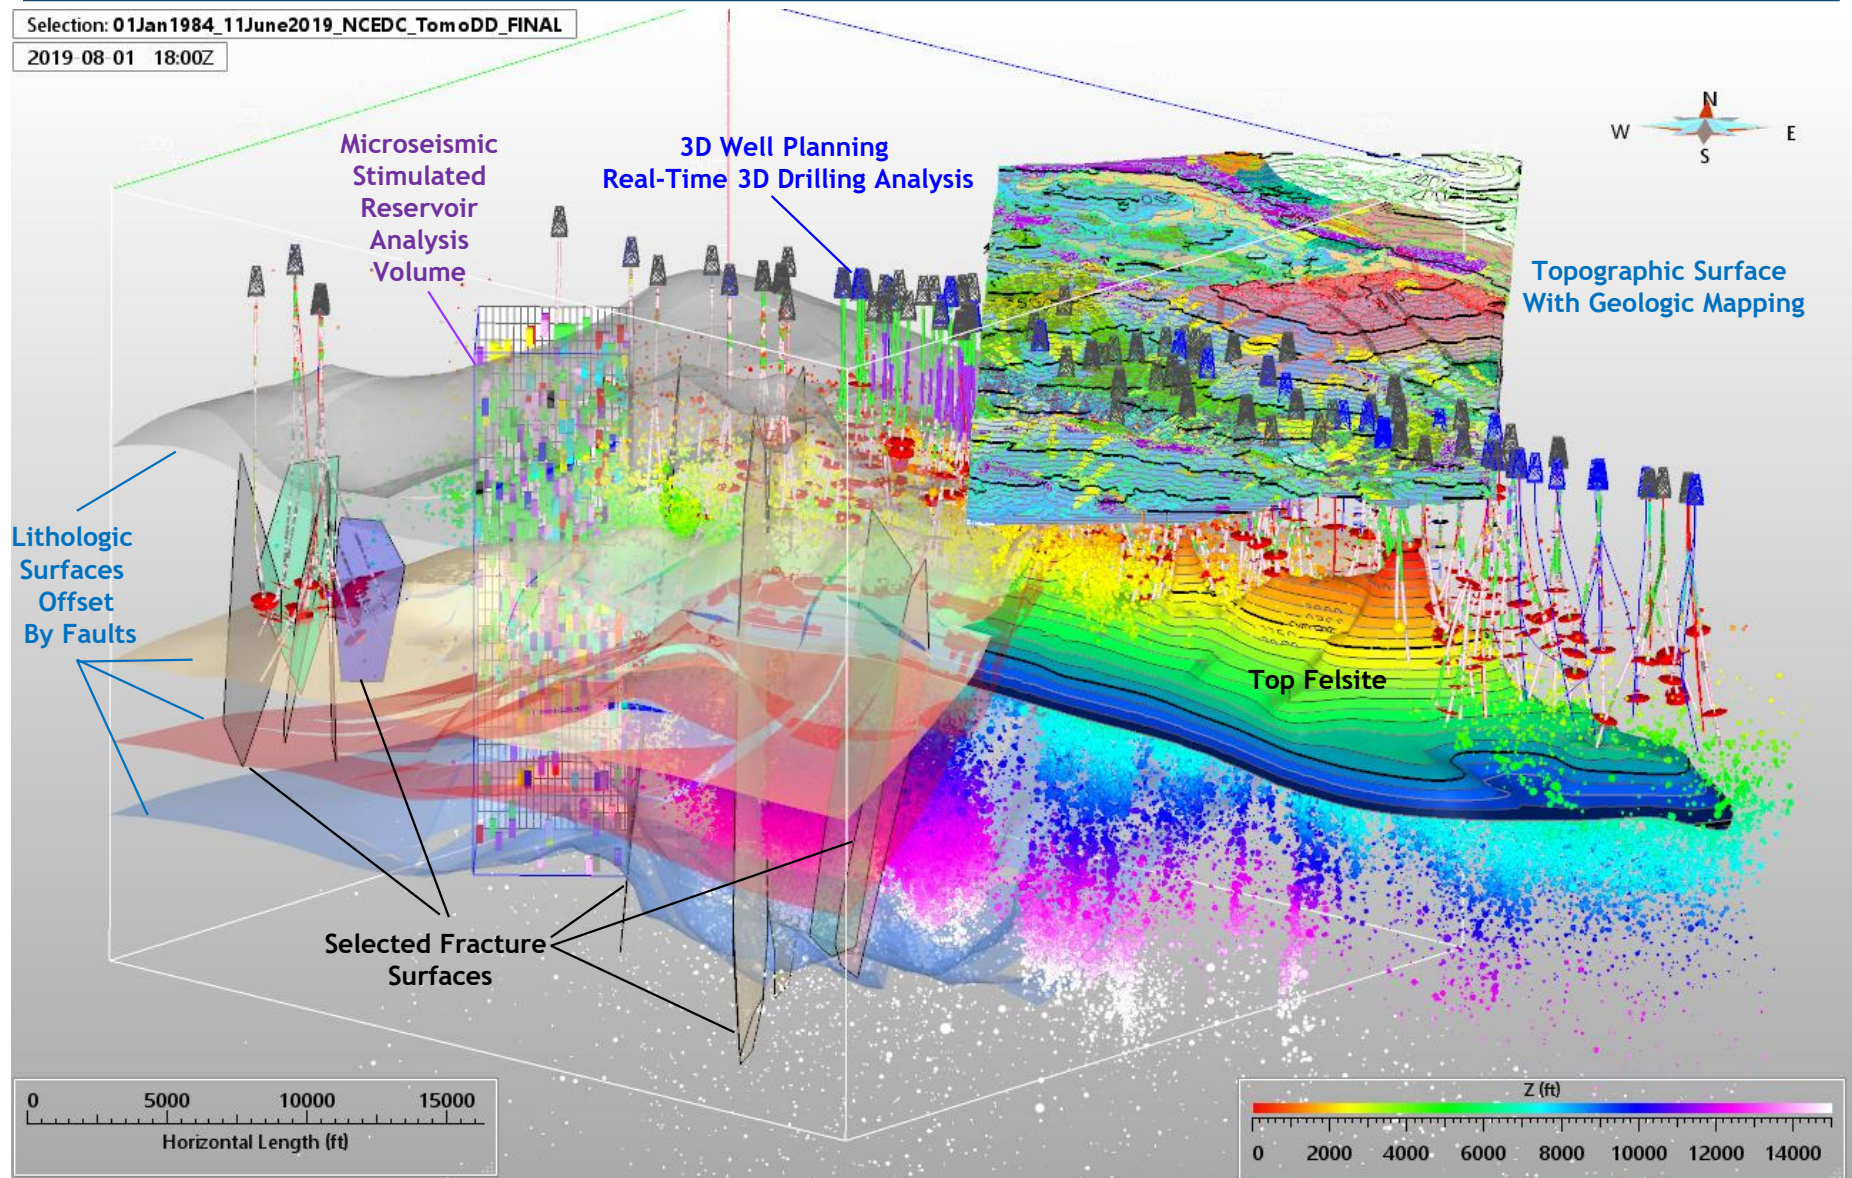 Selection: 01Jan1984_11June2019_NCEDC_TomoDD_FINAL
2019-08-01 18:00Z
N
W
E
S
Microseismic
Stimulated
Reservoir
Analysis
Volume
3D Well Planning
Real-Time 3D Drilling Analysis
Topographic Surface
With Geologic Mapping
Lithologic
Surfaces
Offset
By Faults
Top Felsite
Selected Fracture
Surfaces
0 5000 10000 15000
Horizontal Length (ft)
Z (ft)
0 2000 4000 6000 8000 10000 12000 14000